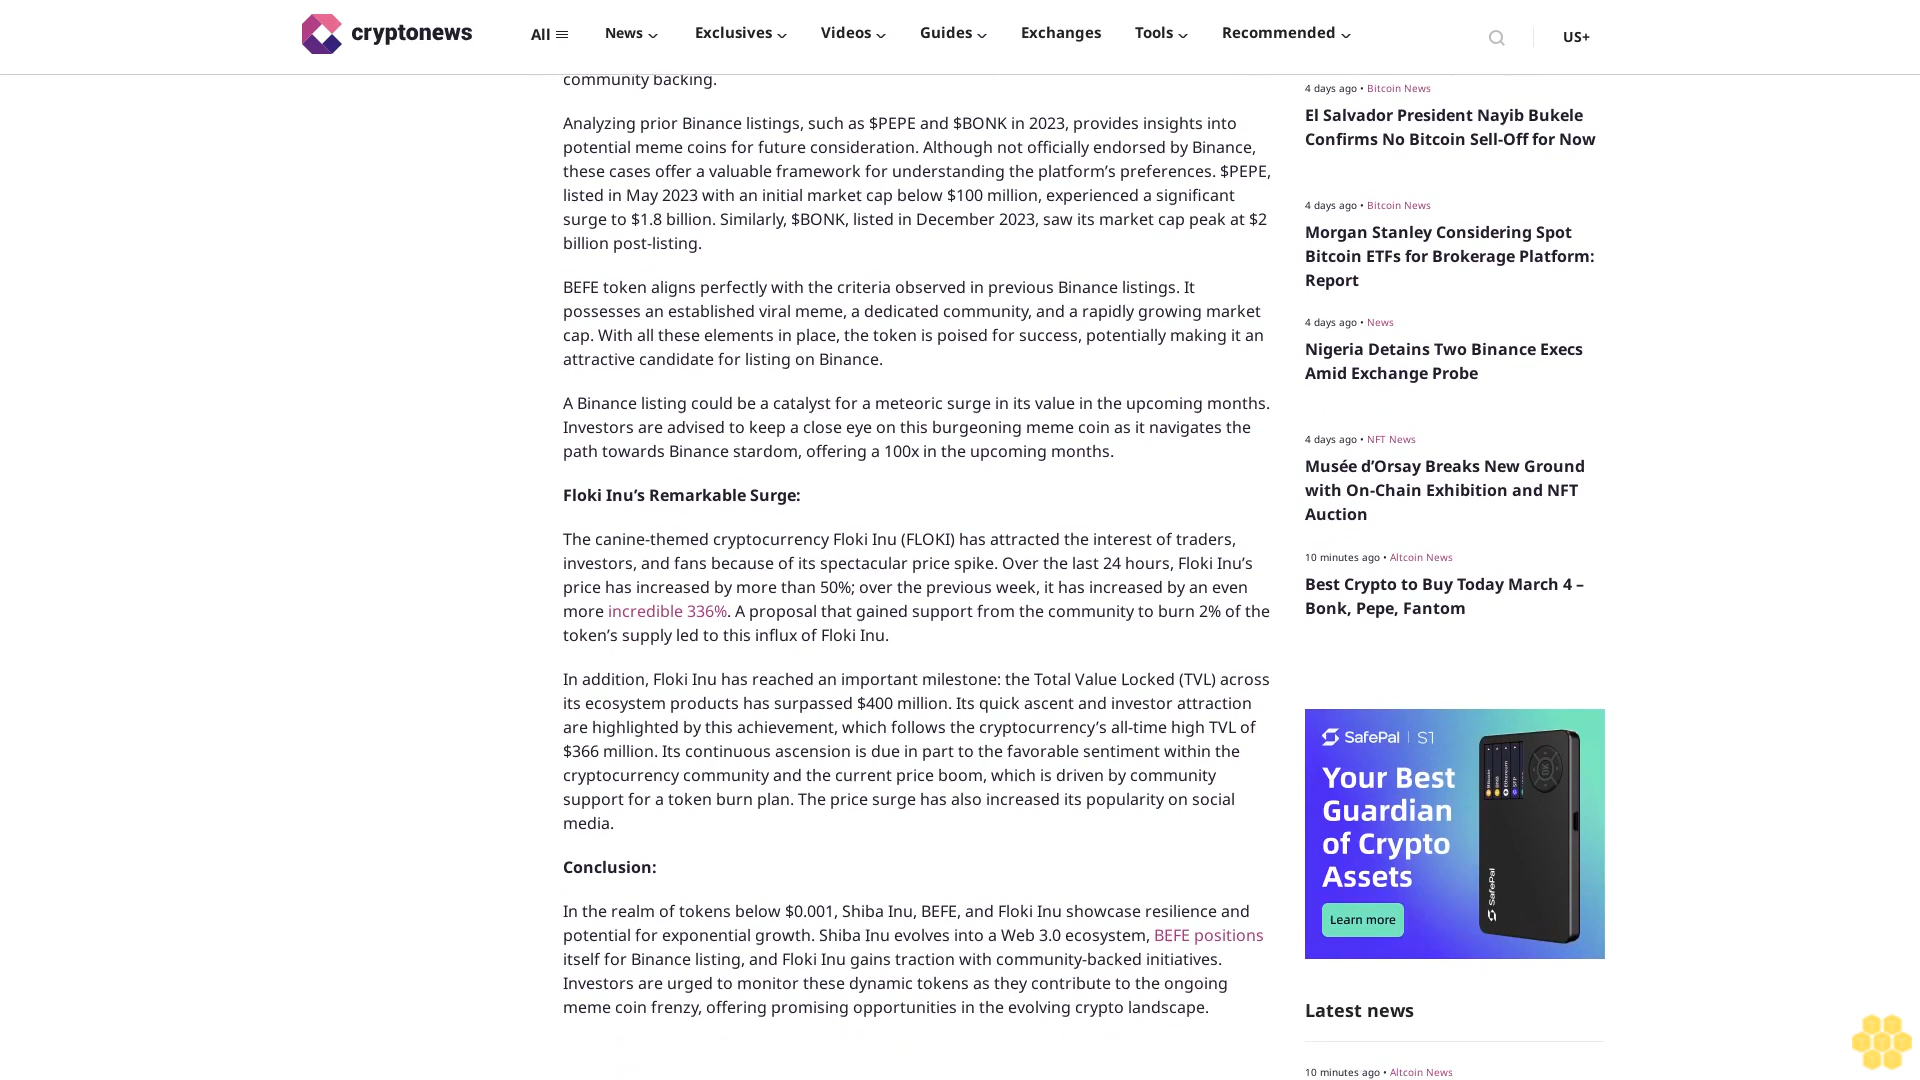 cryptonews
All
News
Exclusives
Videos
Guides
Exchanges
Tools
Recommended
US+
community backing.
Analyzing prior Binance listings, such as $PEPE and $BONK in 2023, provides insights into
potential meme coins for future consideration. Although not officially endorsed by Binance,
these cases offer a valuable framework for understanding the platform’s preferences. $PEPE,
listed in May 2023 with an initial market cap below $100 million, experienced a significant
surge to $1.8 billion. Similarly, $BONK, listed in December 2023, saw its market cap peak at $2
billion post-listing.
BEFE token aligns perfectly with the criteria observed in previous Binance listings. It
possesses an established viral meme, a dedicated community, and a rapidly growing market
cap. With all these elements in place, the token is poised for success, potentially making it an
attractive candidate for listing on Binance.
A Binance listing could be a catalyst for a meteoric surge in its value in the upcoming months.
Investors are advised to keep a close eye on this burgeoning meme coin as it navigates the
path towards Binance stardom, offering a 100x in the upcoming months.
Floki Inu’s Remarkable Surge:
The canine-themed cryptocurrency Floki Inu (FLOKI) has attracted the interest of traders,
investors, and fans because of its spectacular price spike. Over the last 24 hours, Floki Inu’s
price has increased by more than 50%; over the previous week, it has increased by an even
more incredible 336%. A proposal that gained support from the community to burn 2% of the
token’s supply led to this influx of Floki Inu.
In addition, Floki Inu has reached an important milestone: the Total Value Locked (TVL) across
its ecosystem products has surpassed $400 million. Its quick ascent and investor attraction
are highlighted by this achievement, which follows the cryptocurrency’s all-time high TVL of
$366 million. Its continuous ascension is due in part to the favorable sentiment within the
cryptocurrency community and the current price boom, which is driven by community
support for a token burn plan. The price surge has also increased its popularity on social
media.
Conclusion:
In the realm of tokens below $0.001, Shiba Inu, BEFE, and Floki Inu showcase resilience and
potential for exponential growth. Shiba Inu evolves into a Web 3.0 ecosystem, BEFE positions
itself for Binance listing, and Floki Inu gains traction with community-backed initiatives.
Investors are urged to monitor these dynamic tokens as they contribute to the ongoing
meme coin frenzy, offering promising opportunities in the evolving crypto landscape.
4 days ago • Bitcoin News
El Salvador President Nayib Bukele
Confirms No Bitcoin Sell-Off for Now
4 days ago • Bitcoin News
Morgan Stanley Considering Spot
Bitcoin ETFs for Brokerage Platform:
Report
4 days ago • News
Nigeria Detains Two Binance Execs
Amid Exchange Probe
4 days ago • NFT News
Musée d’Orsay Breaks New Ground
with On-Chain Exhibition and NFT
Auction
10 minutes ago • Altcoin News
Best Crypto to Buy Today March 4 –
Bonk, Pepe, Fantom
SafePal | S1
Your Best
Guardian
of Crypto
Assets
Learn more
SafePal
Latest news
10 minutes ago • Altcoin News